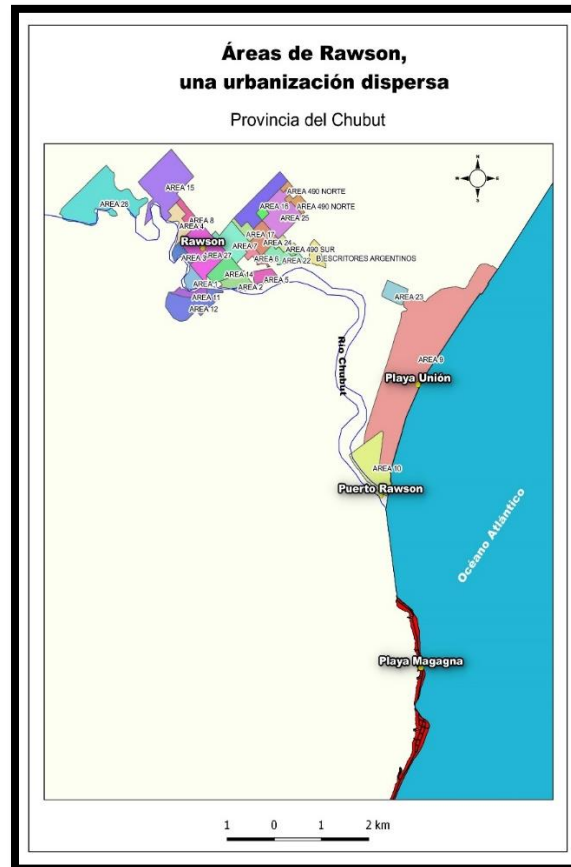 Áreas de Rawson,
una urbanización dispersa
Provincia del Chubut
N
W
E
S
AREA 15
AREA 28
AREA 490 NORTE
AREA 490 NORTE
AREA 16
AREA 25
AREA 8
AREA 4
AREA 17
AREA 24
Rawson
AREA 7
AREA 490 SUR
AREA 3
AREA 27
AREA 6
AREA 22
B)ESCRITORES ARGENTINOS
AREA 14
AREA 5
AREA 1
AREA 2
AREA 11
AREA 12
AREA 23
Río Chubut
AREA 9
Playa Unión
AREA 10
Puerto Rawson
Océano Atlántico
Playa Magagna
1 0 1 2 km